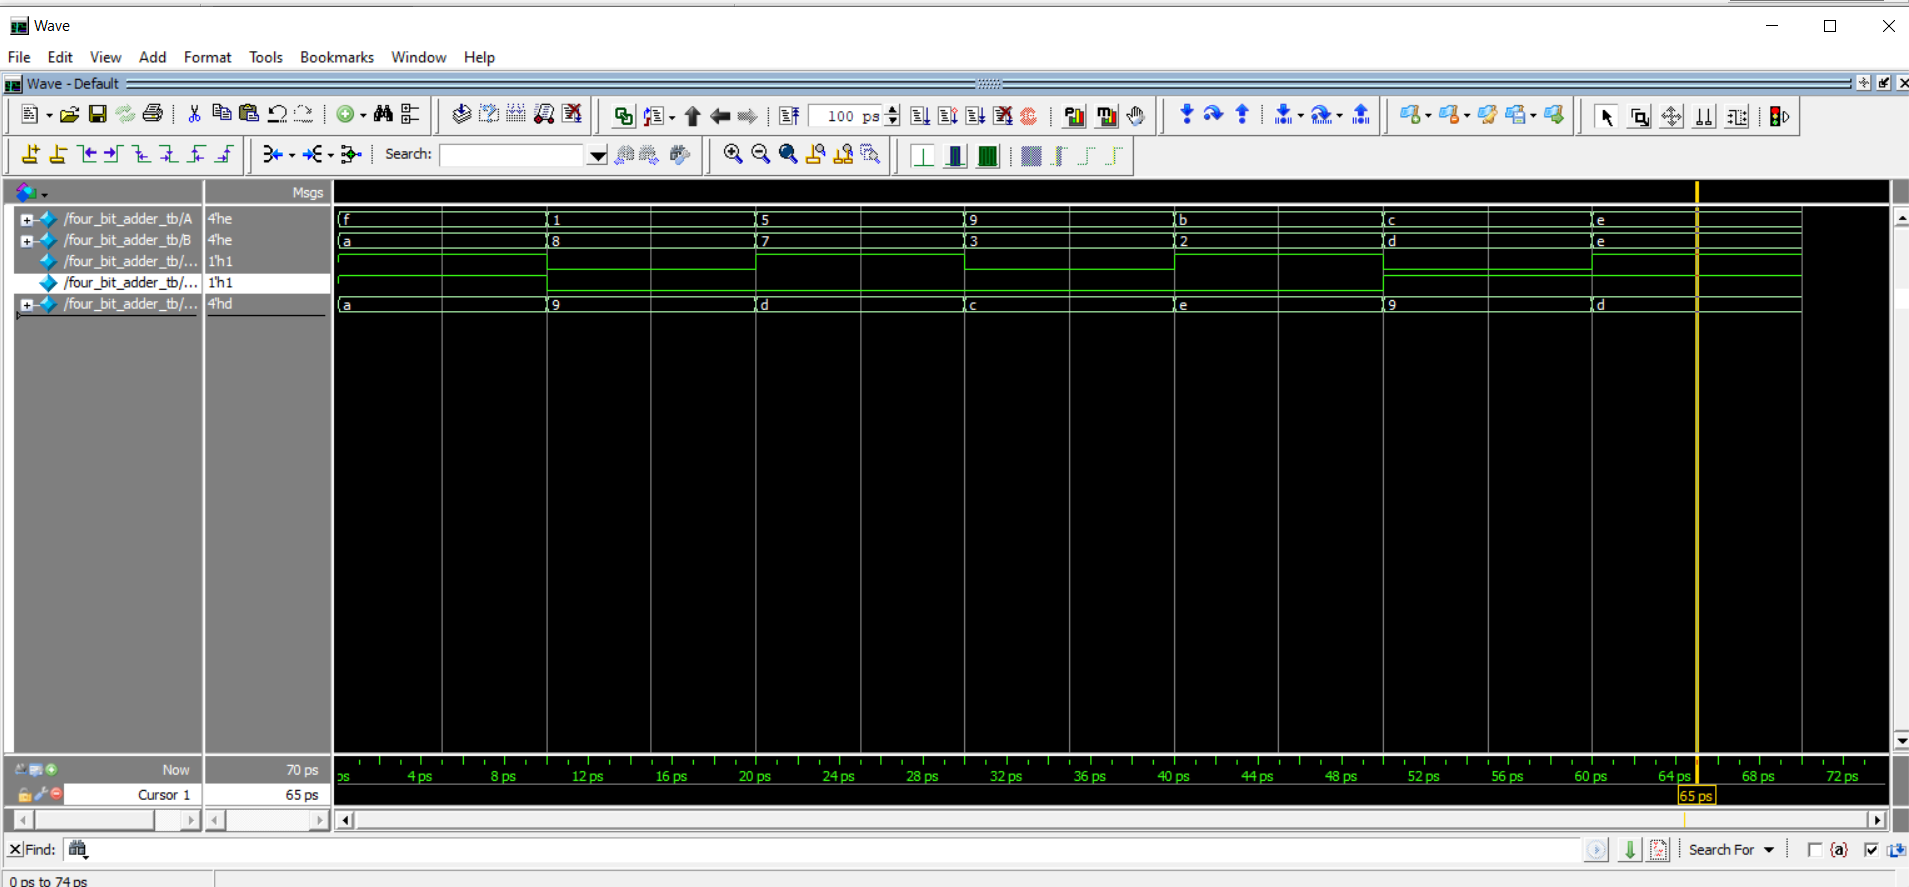 Wave
File Edit View Add Format Tools Bookmarks Window Help
Wave - Default
100 ps
Search:
Msgs
/four_bit_adder_tb/A 4'he f 1 5 9 b c e
/four_bit_adder_tb/B 4'he a 8 7 3 2 d e
/four_bit_adder_tb/... 1'h1
/four_bit_adder_tb/... 1'h1
/four_bit_adder_tb/... 4'hd a 9 d c e 9 d
Now 70 ps ps 4 ps 8 ps 12 ps 16 ps 20 ps 24 ps 28 ps 32 ps 36 ps 40 ps 44 ps 48 ps 52 ps 56 ps 60 ps 64 ps 68 ps 72 ps
Cursor 1 65 ps 65 ps
Find: Search For {a}
0 ps to 74 ps